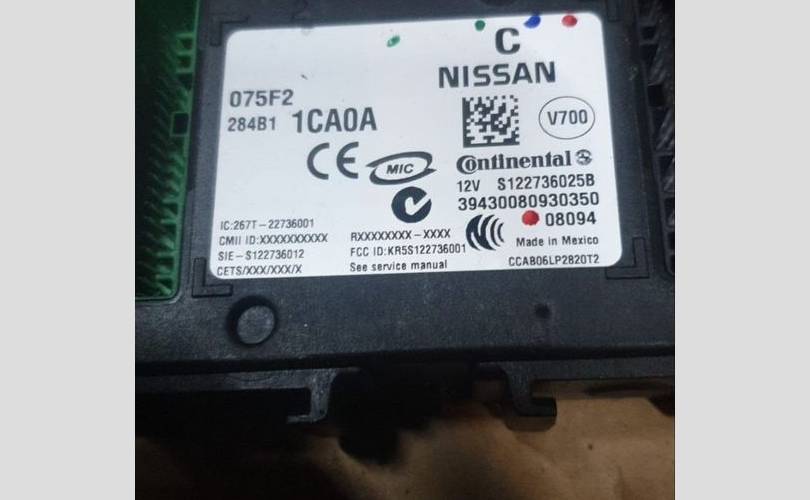 C
NISSAN
075F2
284B1 1CA0A
V700
CE
MIC
Continental
12V S122736025B
39430080930350
08094
Made in Mexico
CCAB06LP2820T2
IC:267T-22736001
CMII ID:XXXXXXXXXX
SIE-S122736012
CETS/XXX/XXX/X
RXXXXXXXX-XXXX
FCC ID:KR5S122736001
See service manual